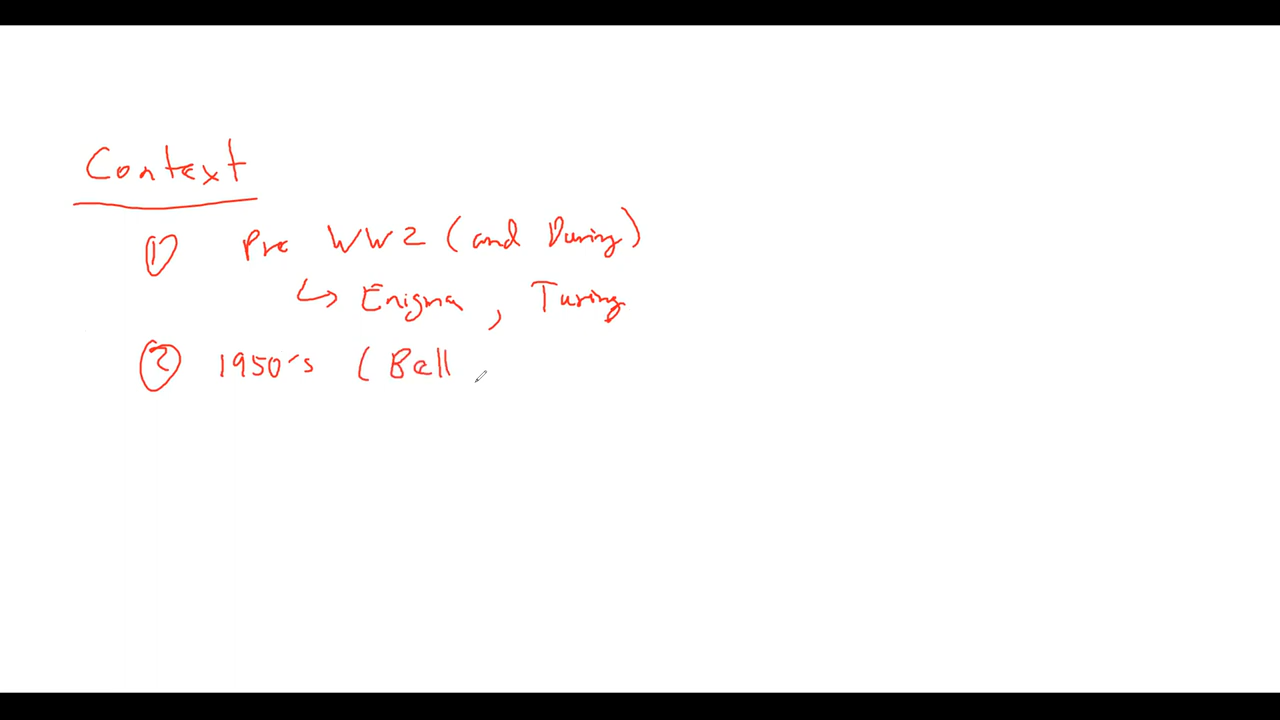 Context
① Pre WW2 (and During)
↳ Enigma, Turing
② 1950's (Bell